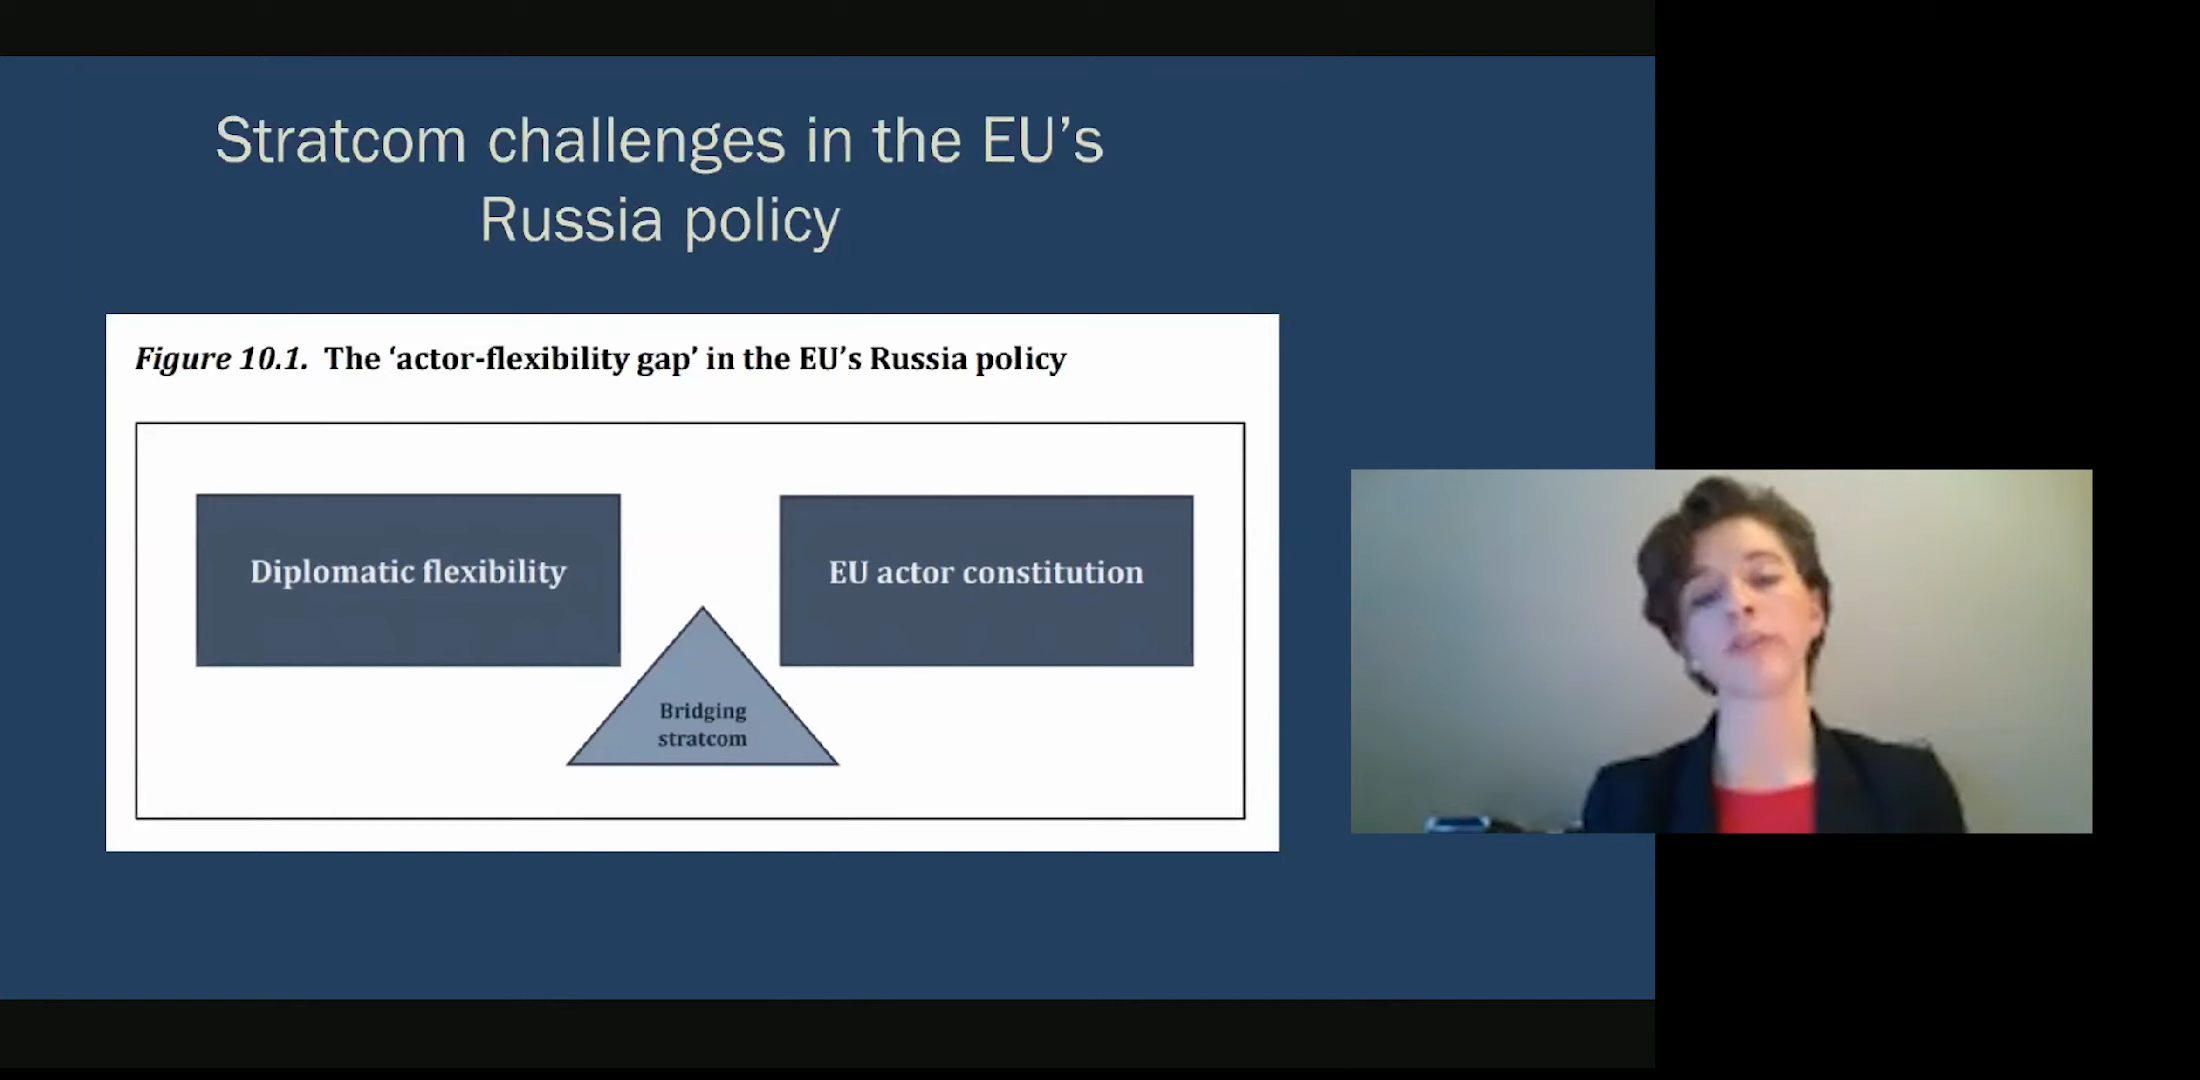 Stratcom challenges in the EU’s
Russia policy
Figure 10.1. The ‘actor-flexibility gap’ in the EU’s Russia policy
Diplomatic flexibility
EU actor constitution
Bridging
stratcom